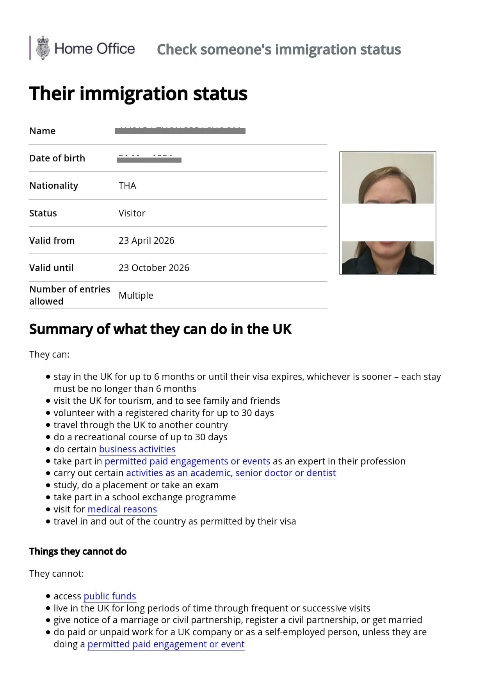 Home Office Check someone's immigration status
Their immigration status
Name
Date of birth
Nationality THA
Status Visitor
Valid from 23 April 2026
Valid until 23 October 2026
Number of entries
allowed Multiple
Summary of what they can do in the UK
They can:
● stay in the UK for up to 6 months or until their visa expires, whichever is sooner – each stay
must be no longer than 6 months
● visit the UK for tourism, and to see family and friends
● volunteer with a registered charity for up to 30 days
● travel through the UK to another country
● do a recreational course of up to 30 days
● do certain business activities
● take part in permitted paid engagements or events as an expert in their profession
● carry out certain activities as an academic, senior doctor or dentist
● study, do a placement or take an exam
● take part in a school exchange programme
● visit for medical reasons
● travel in and out of the country as permitted by their visa
Things they cannot do
They cannot:
● access public funds
● live in the UK for long periods of time through frequent or successive visits
● give notice of a marriage or civil partnership, register a civil partnership, or get married
● do paid or unpaid work for a UK company or as a self-employed person, unless they are
doing a permitted paid engagement or event